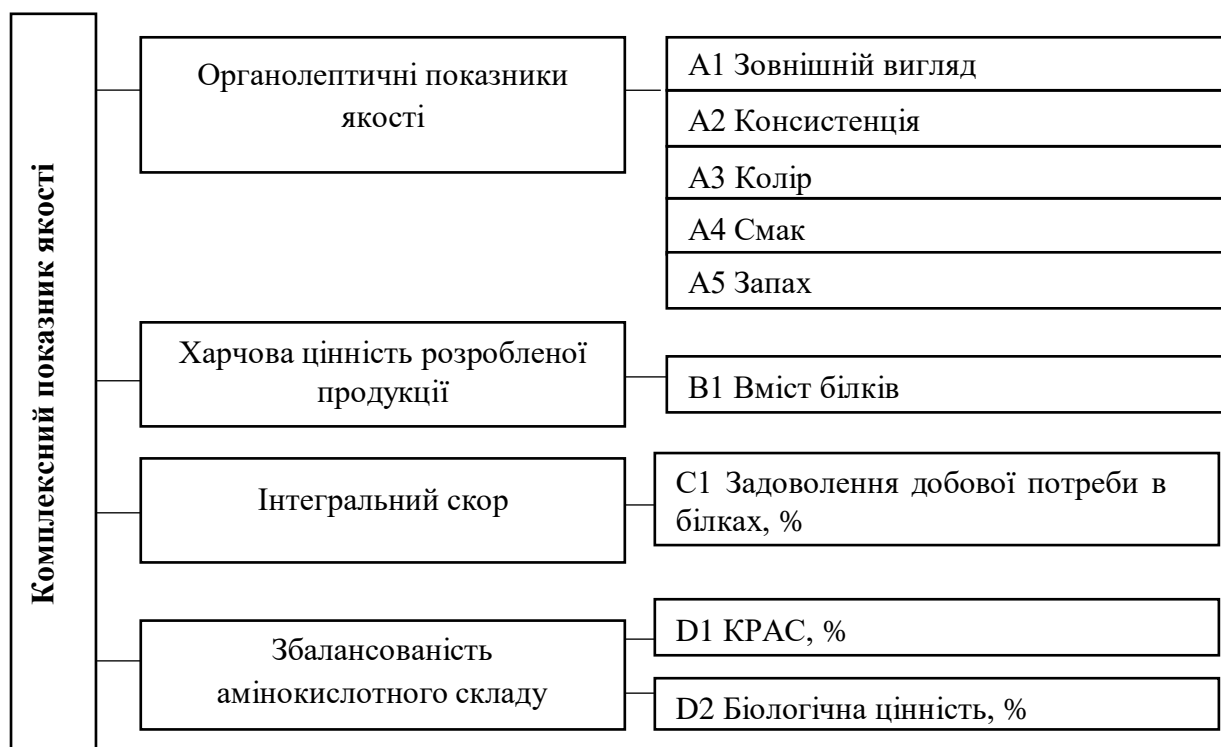 Комплексний показник якості
Органолептичні показники
якості
А1 Зовнішній вигляд
А2 Консистенція
А3 Колір
А4 Смак
А5 Запах
Харчова цінність розробленої
продукції
В1 Вміст білків
Інтегральний скор
С1 Задоволення добової потреби в
білках, %
Збалансованість
амінокислотного складу
D1 КРАС, %
D2 Біологічна цінність, %